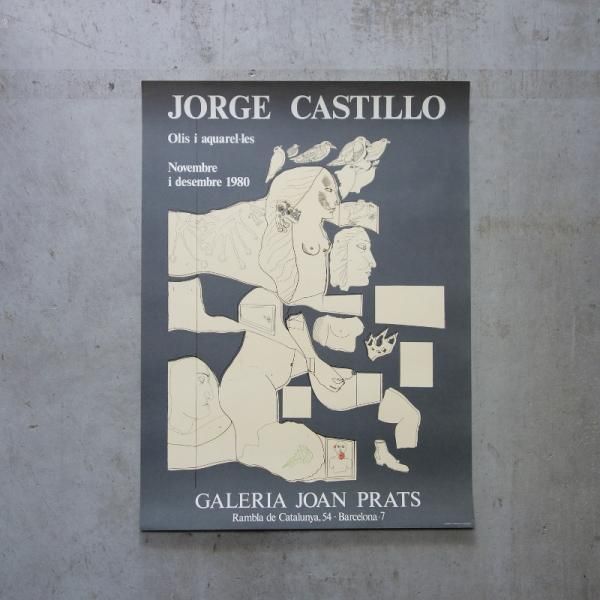 JORGE CASTILLO
Olis i aquarel·les
Novembre
i desembre 1980
GALERIA JOAN PRATS
Rambla de Catalunya, 54 · Barcelona-7